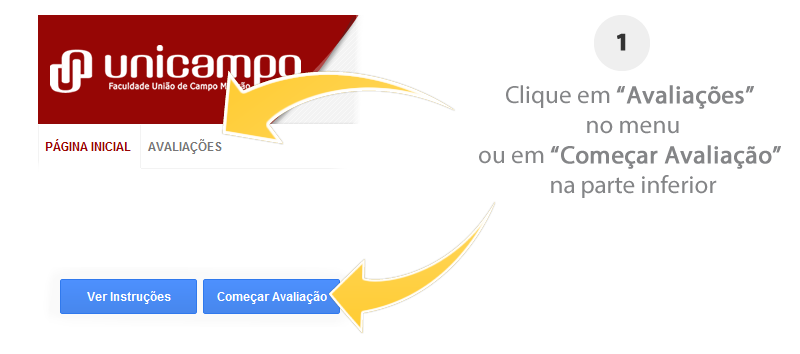 unicampo
Faculdade União de Campo Mourão
PÁGINA INICIAL
AVALIAÇÕES
1
Clique em “Avaliações”
no menu
ou em “Começar Avaliação”
na parte inferior
Ver Instruções
Começar Avaliação